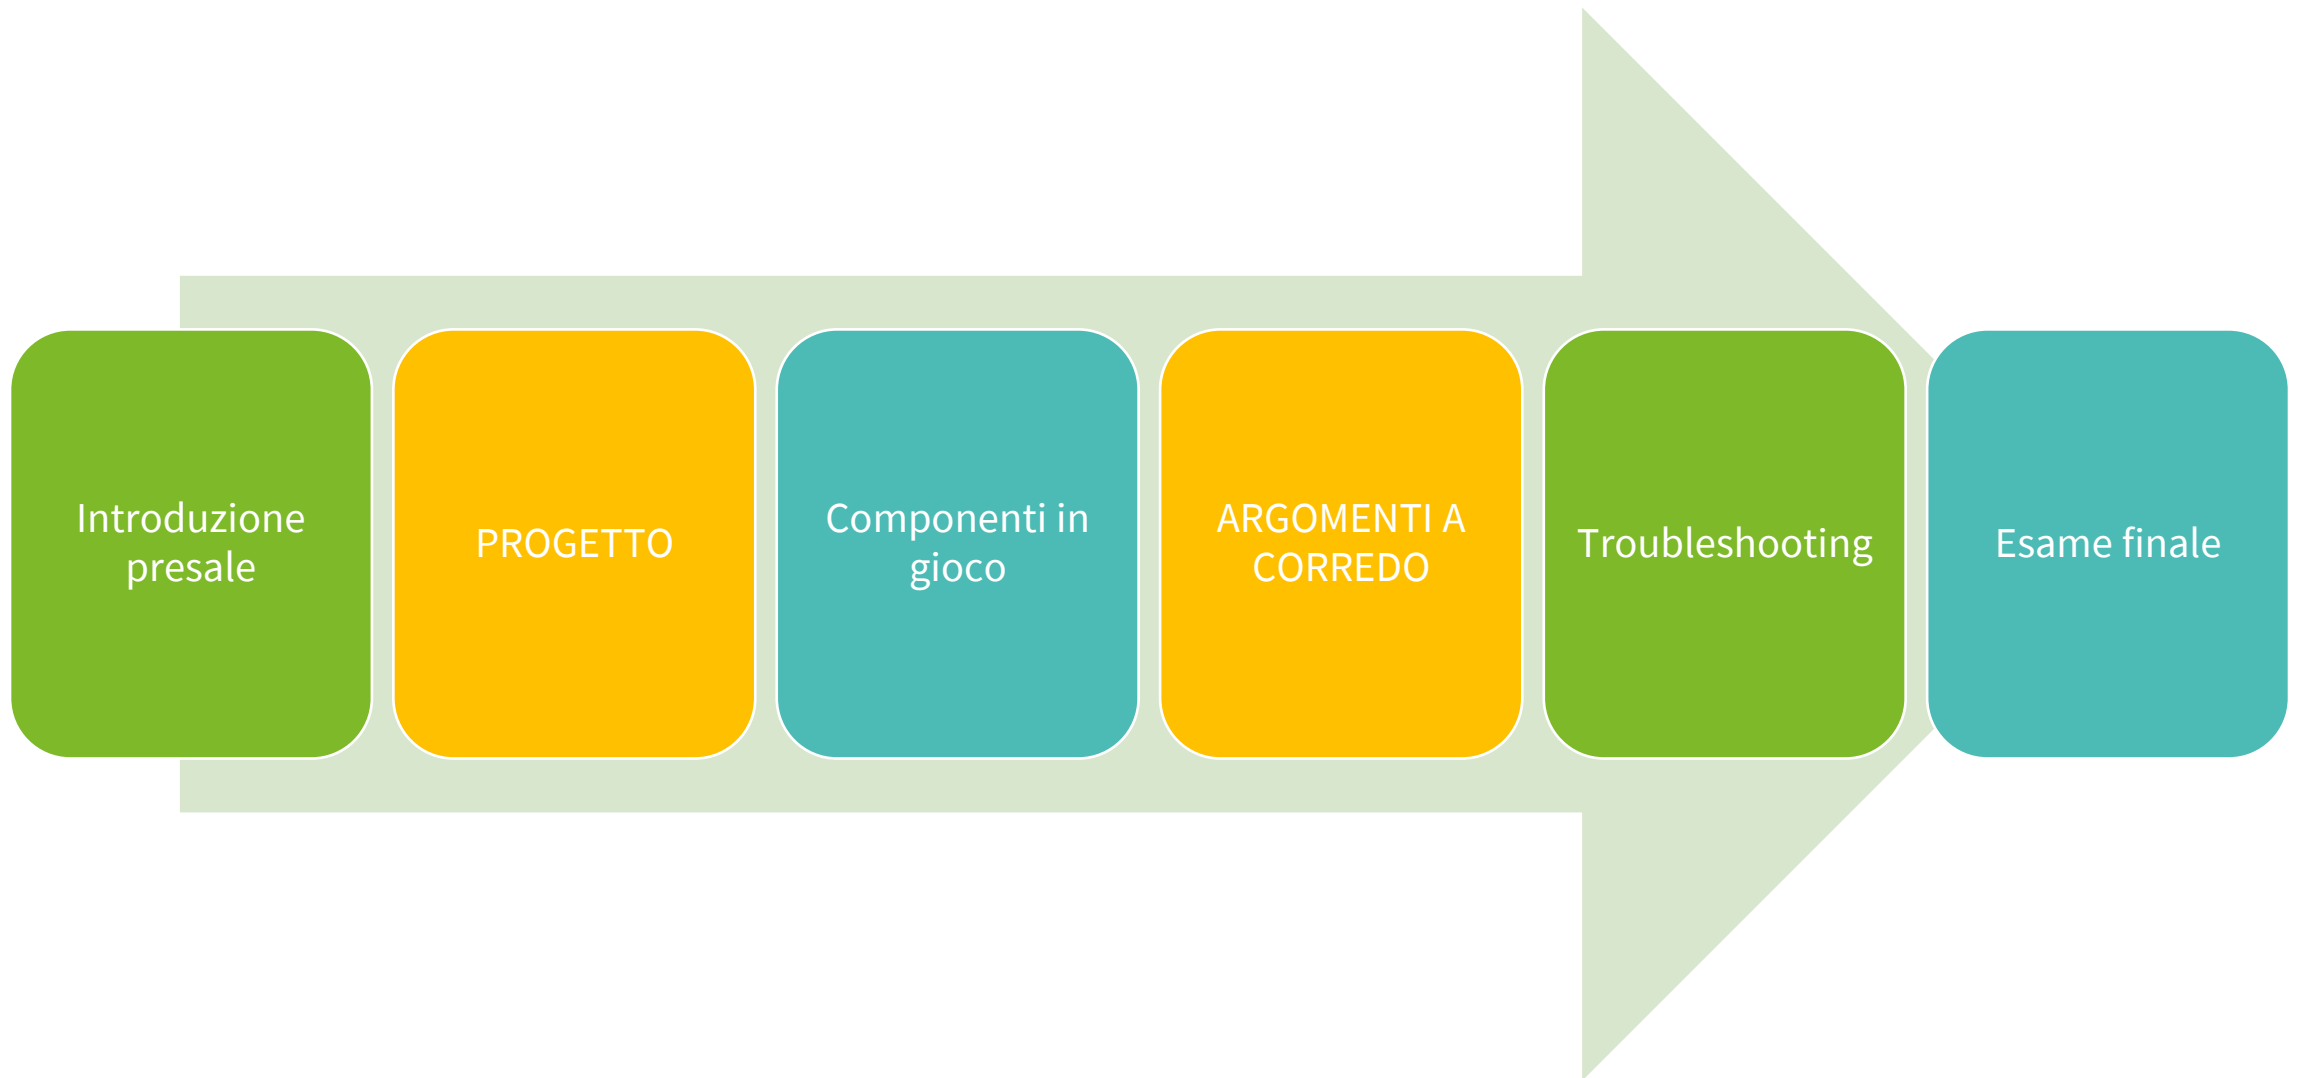 Introduzione
presale
PROGETTO
Componenti in
gioco
ARGOMENTI A
CORREDO
Troubleshooting
Esame finale